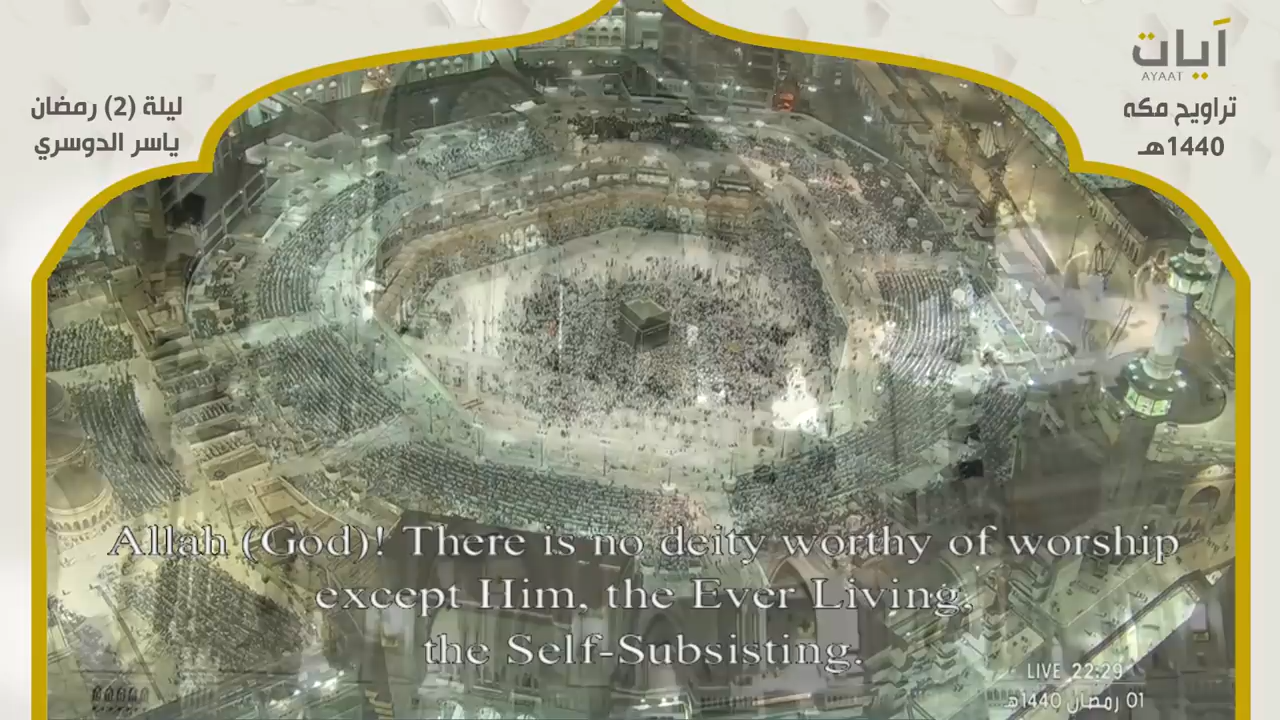 آيات
AYAAT
تراويح مكه
1440هـ
ليلة (2) رمضان
ياسر الدوسري
Allah (God)! There is no deity worthy of worship
except Him, the Ever Living,
the Self-Subsisting.
LIVE 22:29
01 رمضان 1440هـ